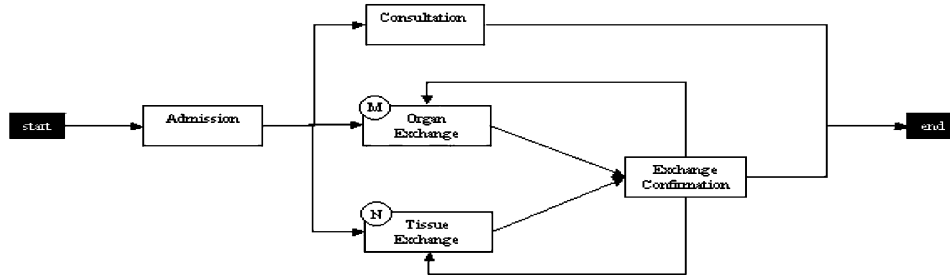 Consultation
M
start
Admission
Organ
Exchange
end
Exchange
Confirmation
N
Tissue
Exchange